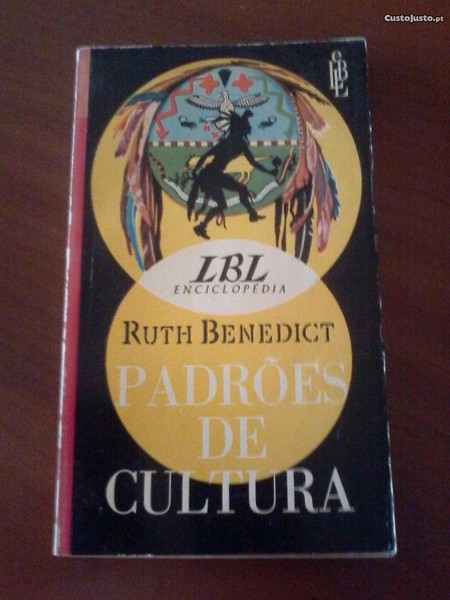 CustoJusto.pt
LBL
ENCICLOPÉDIA
RUTH BENEDICT
PADRÕES
DE
CULTURA